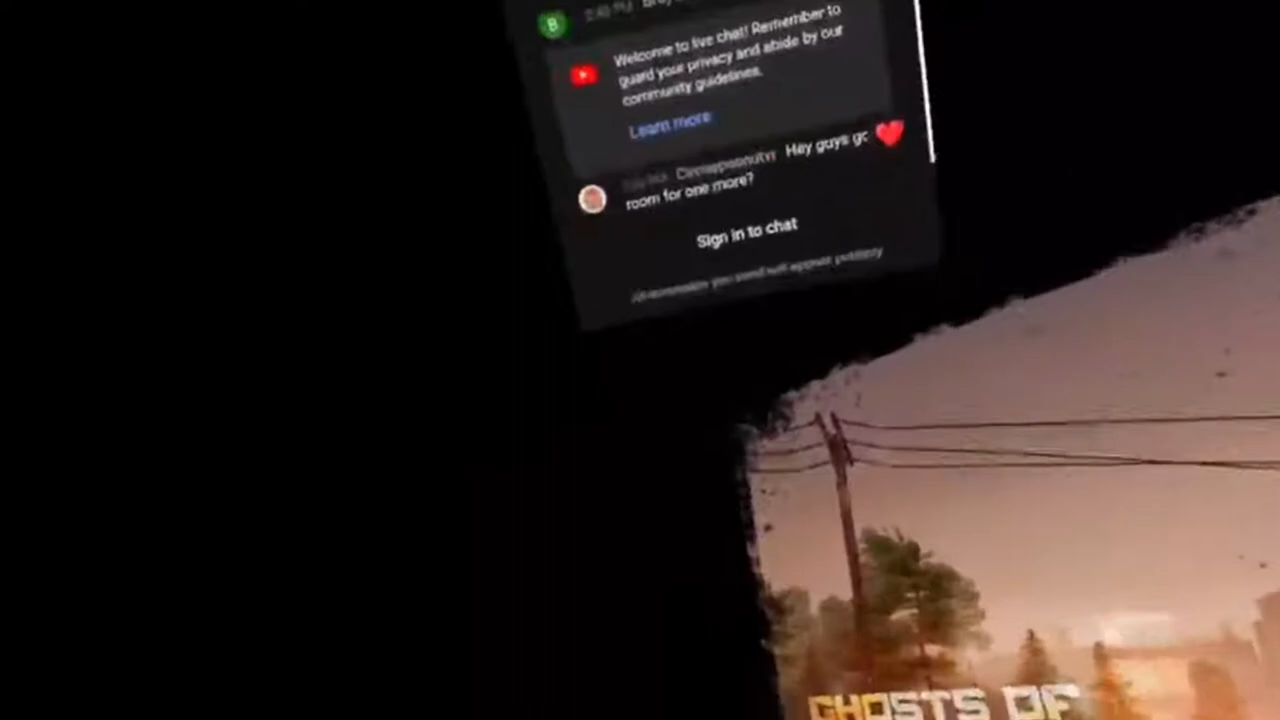 B
Welcome to live chat! Remember to
guard your privacy and abide by our
community guidelines.
Learn more
Hey guys
room for one more?
Sign in to chat
GHOSTS OF